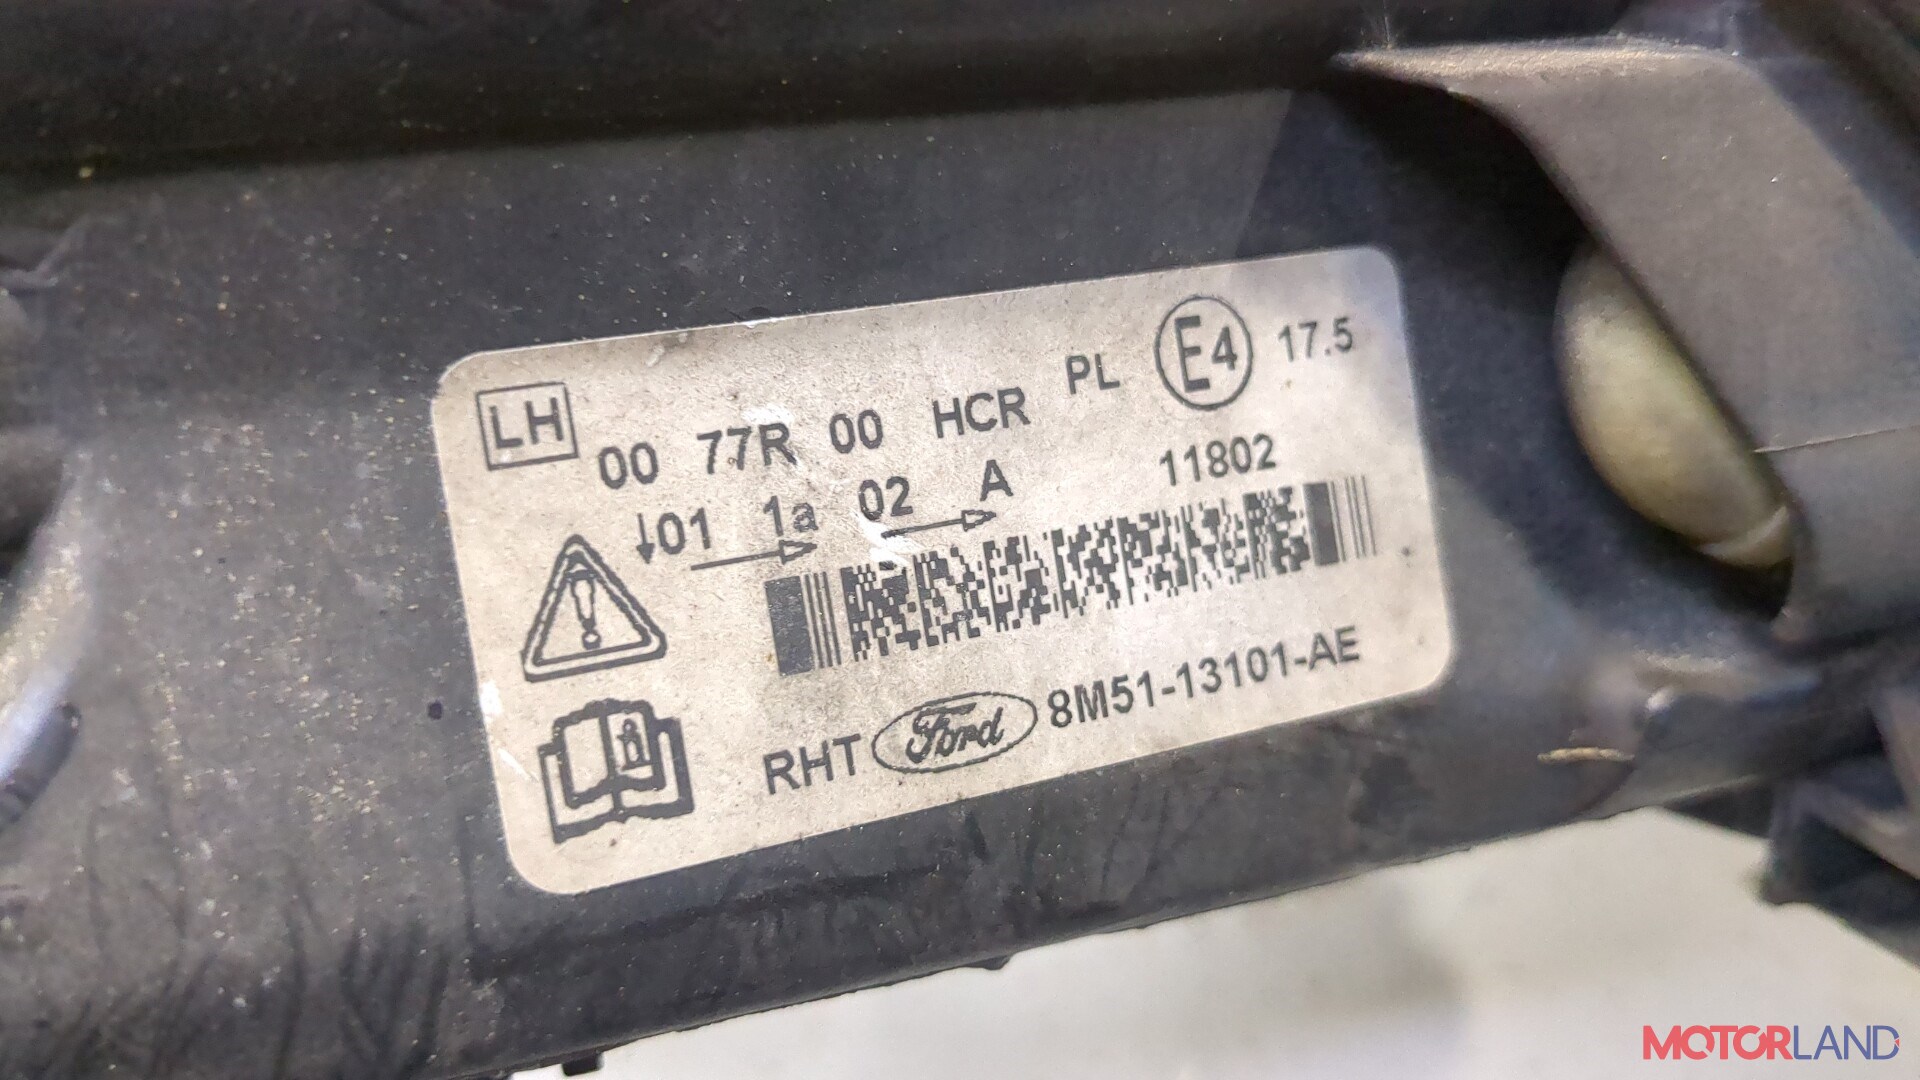 LH 00 77R 00 HCR PL E4 17.5
↓01 1a 02 A 11802
RHT Ford 8M51-13101-AE
MOTORLAND